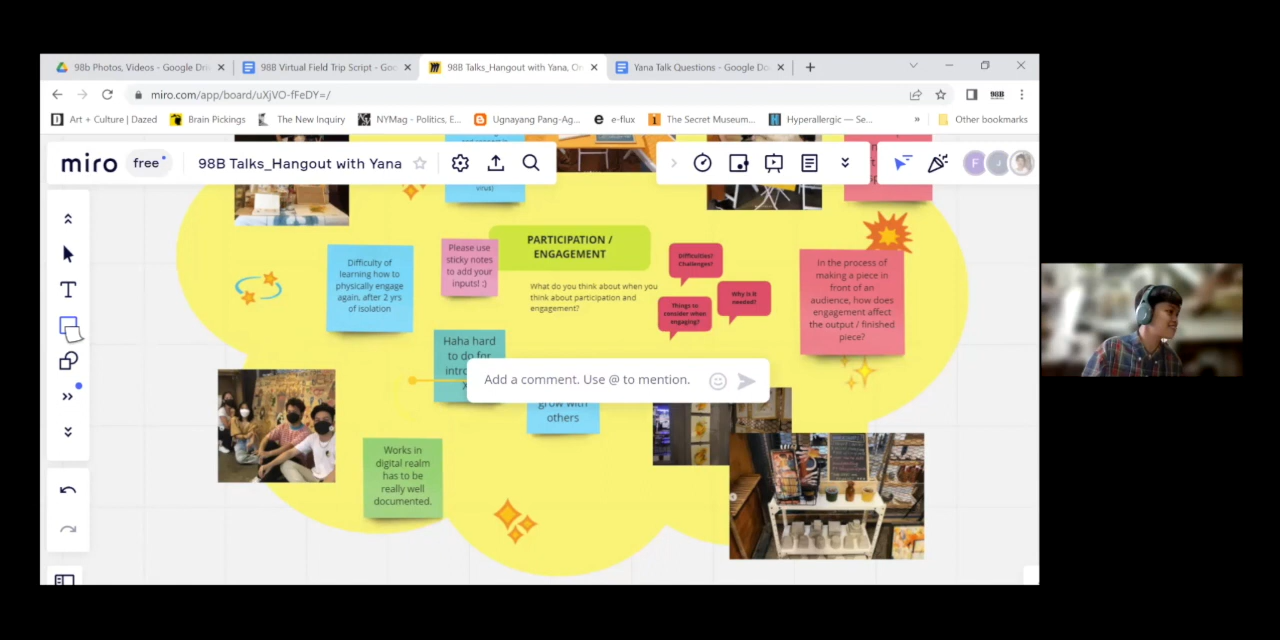 98b Photos, Videos - Google Dri
98B Virtual Field Trip Script - Goo
98B Talks_Hangout with Yana, On
Yana Talk Questions - Google Do
miro.com/app/board/uXjVO-fFeDY=/
98B
Art + Culture | Dazed
Brain Pickings
The New Inquiry
NYMag - Politics, E...
Ugnayang Pang-Ag...
e-flux
The Secret Museum...
Hyperallergic — Se...
»
Other bookmarks
miro
free
98B Talks_Hangout with Yana
F
J
virus)
PARTICIPATION /
ENGAGEMENT
What do you think about when you
think about participation and
engagement?
Please use
sticky notes
to add your
inputs! :)
Difficulty of
learning how to
physically engage
again, after 2 yrs
of isolation
Difficulties?
Challenges?
Why is it
needed?
Things to
consider when
engaging?
In the process of
making a piece in
front of an
audience, how does
engagement affect
the output / finished
piece?
Haha hard
to do for
intro
Add a comment. Use @ to mention.
grow with
others
Works in
digital realm
has to be
really well
documented.